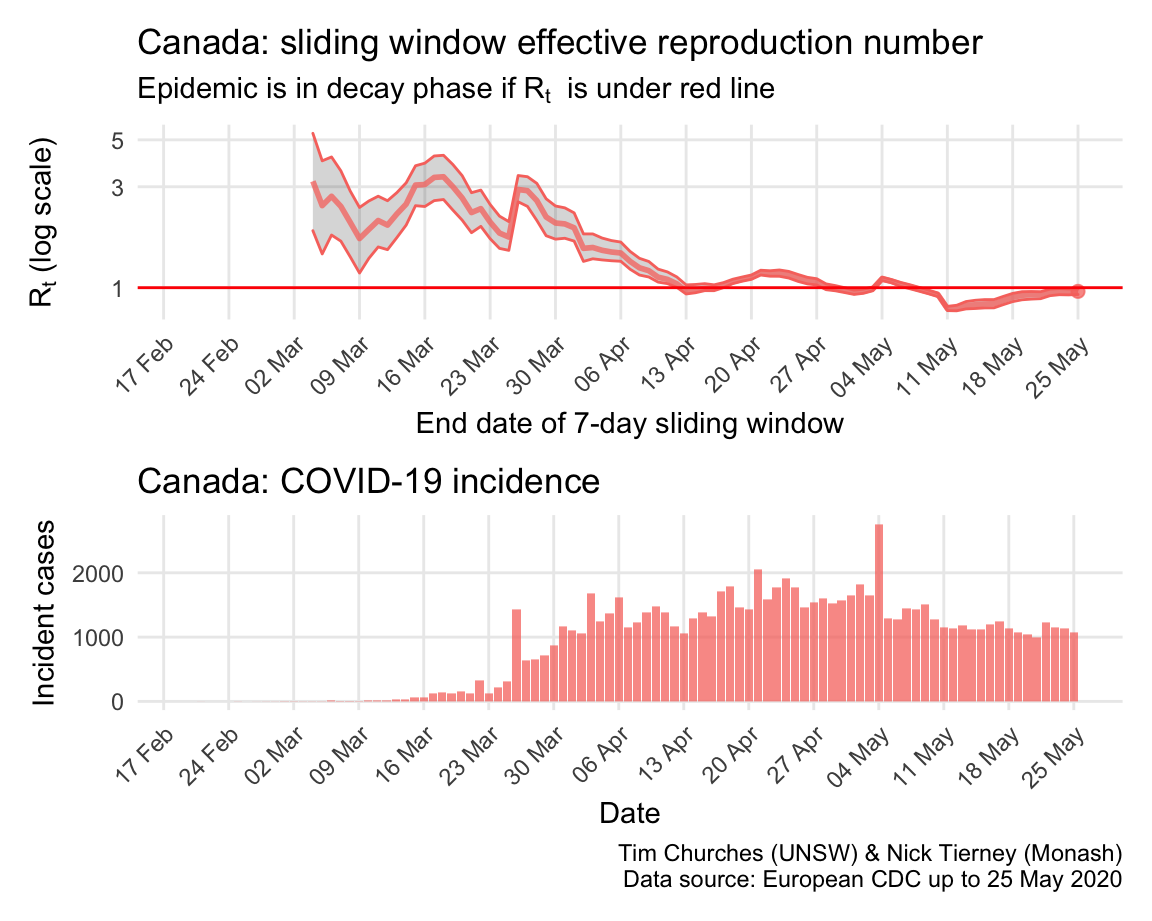 Canada: sliding window effective reproduction number
Epidemic is in decay phase if Rt is under red line
Rt (log scale)
5
3
1
17 Feb
24 Feb
02 Mar
09 Mar
16 Mar
23 Mar
30 Mar
06 Apr
13 Apr
20 Apr
27 Apr
04 May
11 May
18 May
25 May
End date of 7-day sliding window
Canada: COVID-19 incidence
Incident cases
2000
1000
0
17 Feb
24 Feb
02 Mar
09 Mar
16 Mar
23 Mar
30 Mar
06 Apr
13 Apr
20 Apr
27 Apr
04 May
11 May
18 May
25 May
Date
Tim Churches (UNSW) & Nick Tierney (Monash)
Data source: European CDC up to 25 May 2020